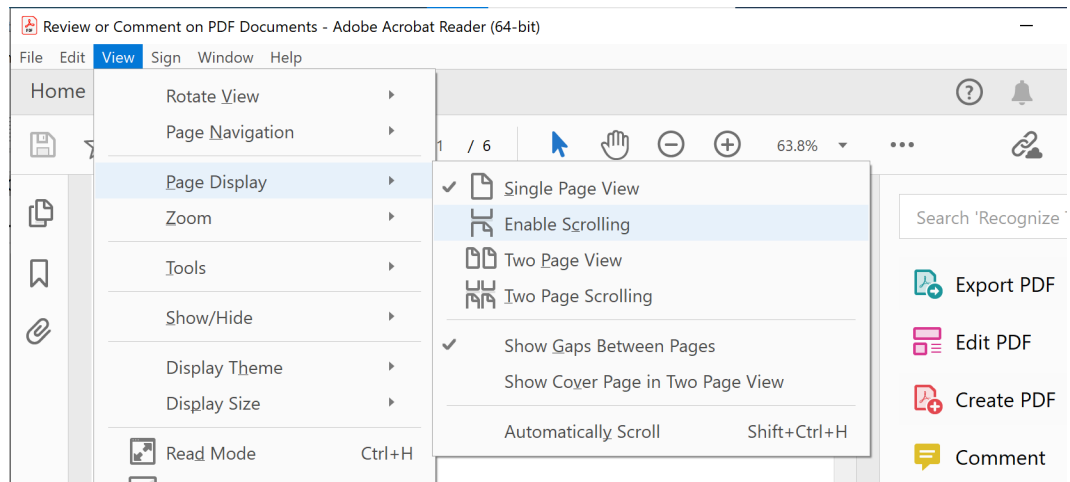 Review or Comment on PDF Documents - Adobe Acrobat Reader (64-bit)
File Edit View Sign Window Help
Home
Rotate View
Page Navigation
Page Display
Zoom
Tools
Show/Hide
Display Theme
Display Size
Read Mode Ctrl+H
1 / 6 63.8%
Single Page View
Enable Scrolling
Two Page View
Two Page Scrolling
Show Gaps Between Pages
Show Cover Page in Two Page View
Automatically Scroll Shift+Ctrl+H
Search 'Recognize
Export PDF
Edit PDF
Create PDF
Comment